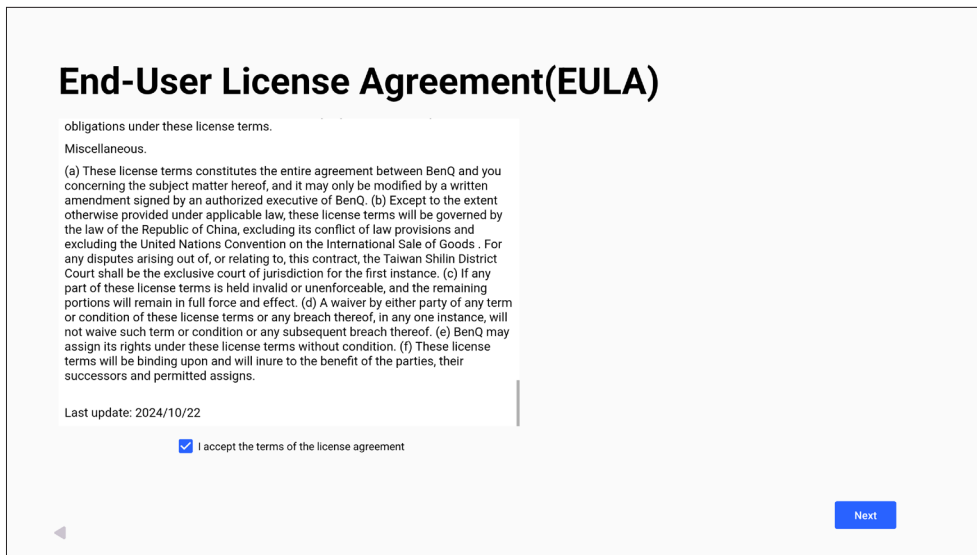 End-User License Agreement(EULA)
obligations under these license terms.
Miscellaneous.
(a) These license terms constitutes the entire agreement between BenQ and you
concerning the subject matter hereof, and it may only be modified by a written
amendment signed by an authorized executive of BenQ. (b) Except to the extent
otherwise provided under applicable law, these license terms will be governed by
the law of the Republic of China, excluding its conflict of law provisions and
excluding the United Nations Convention on the International Sale of Goods . For
any disputes arising out of, or relating to, this contract, the Taiwan Shilin District
Court shall be the exclusive court of jurisdiction for the first instance. (c) If any
part of these license terms is held invalid or unenforceable, and the remaining
portions will remain in full force and effect. (d) A waiver by either party of any term
or condition of these license terms or any breach thereof, in any one instance, will
not waive such term or condition or any subsequent breach thereof. (e) BenQ may
assign its rights under these license terms without condition. (f) These license
terms will be binding upon and will inure to the benefit of the parties, their
successors and permitted assigns.
Last update: 2024/10/22
I accept the terms of the license agreement
Next